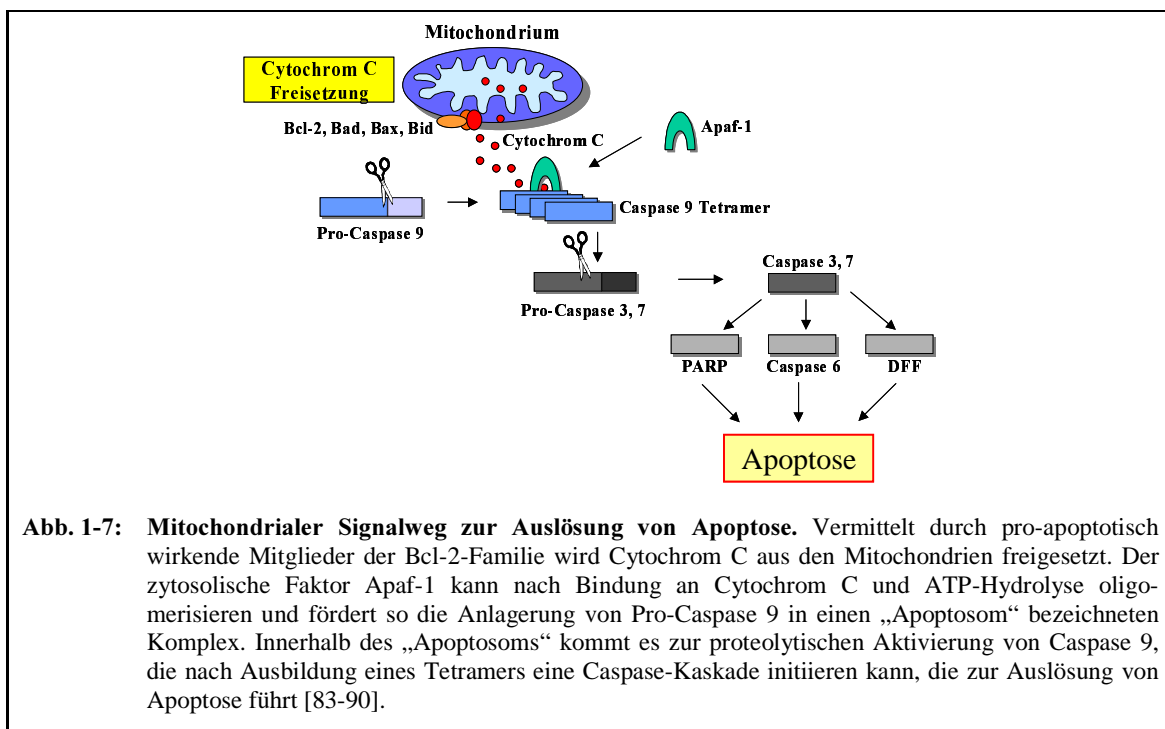 Mitochondrium
Cytochrom C
Freisetzung
Bcl-2, Bad, Bax, Bid
Cytochrom C
Apaf-1
Pro-Caspase 9
Caspase 9 Tetramer
Pro-Caspase 3, 7
Caspase 3, 7
PARP
Caspase 6
DFF
Apoptose
Abb. 1-7: Mitochondrialer Signalweg zur Auslösung von Apoptose. Vermittelt durch pro-apoptotisch
wirkende Mitglieder der Bcl-2-Familie wird Cytochrom C aus den Mitochondrien freigesetzt. Der
zytosolische Faktor Apaf-1 kann nach Bindung an Cytochrom C und ATP-Hydrolyse oligo-
merisieren und fördert so die Anlagerung von Pro-Caspase 9 in einen „Apoptosom“ bezeichneten
Komplex. Innerhalb des „Apoptosoms“ kommt es zur proteolytischen Aktivierung von Caspase 9,
die nach Ausbildung eines Tetramers eine Caspase-Kaskade initiieren kann, die zur Auslösung von
Apoptose führt [83-90].